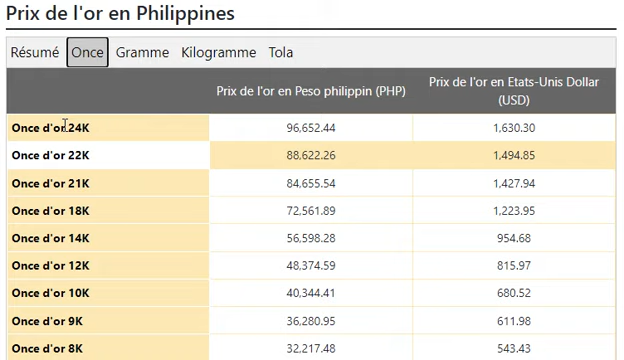 Prix de l'or en Philippines
Résumé Once Gramme Kilogramme Tola
Prix de l'or en Peso philippin (PHP) Prix de l'or en Etats-Unis Dollar
(USD)
Once d'or 24K 96,652.44 1,630.30
Once d'or 22K 88,622.26 1,494.85
Once d'or 21K 84,655.54 1,427.94
Once d'or 18K 72,561.89 1,223.95
Once d'or 14K 56,598.28 954.68
Once d'or 12K 48,374.59 815.97
Once d'or 10K 40,344.41 680.52
Once d'or 9K 36,280.95 611.98
Once d'or 8K 32,217.48 543.43